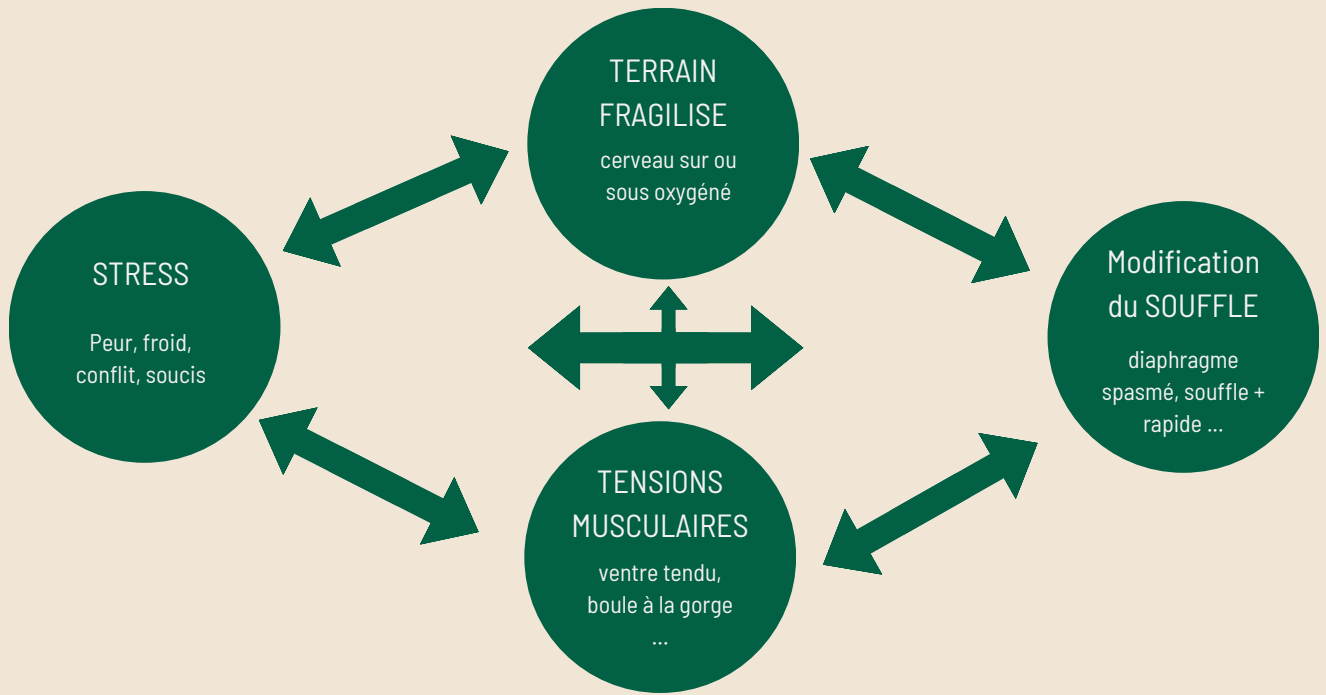 TERRAIN
FRAGILISE
cerveau sur ou
sous oxygéné
STRESS
Peur, froid,
conflit, soucis
Modification
du SOUFFLE
diaphragme
spasmé, souffle +
rapide ...
TENSIONS
MUSCULAIRES
ventre tendu,
boule à la gorge
...